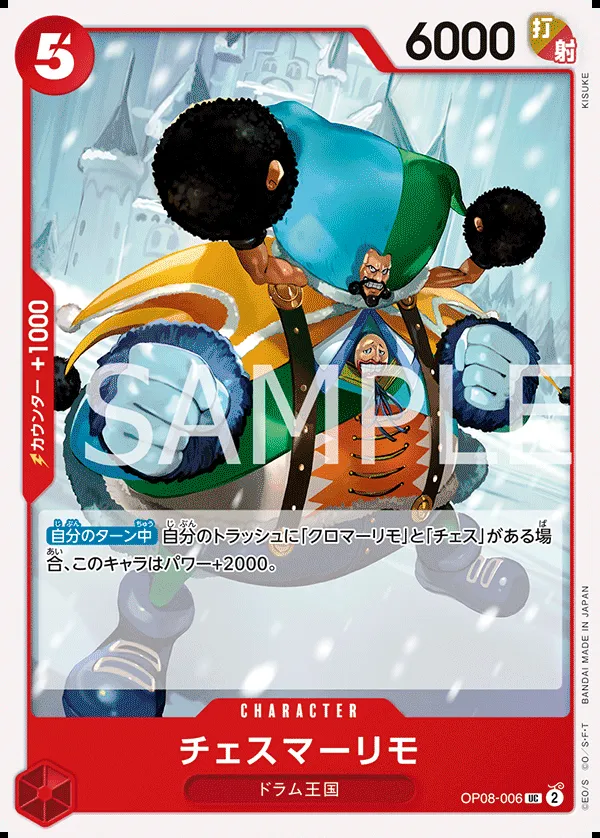 5
6000
打
射
KISUKE
カウンター +1000
SAMPLE
自分のターン中 自分のトラッシュに「クロマーリモ」と「チェス」がある場
合、このキャラはパワー+2000。
CHARACTER
チェスマーリモ
ドラム王国
OP08-006 UC 2
©E.O/S ©O/S・F・T BANDAI MADE IN JAPAN